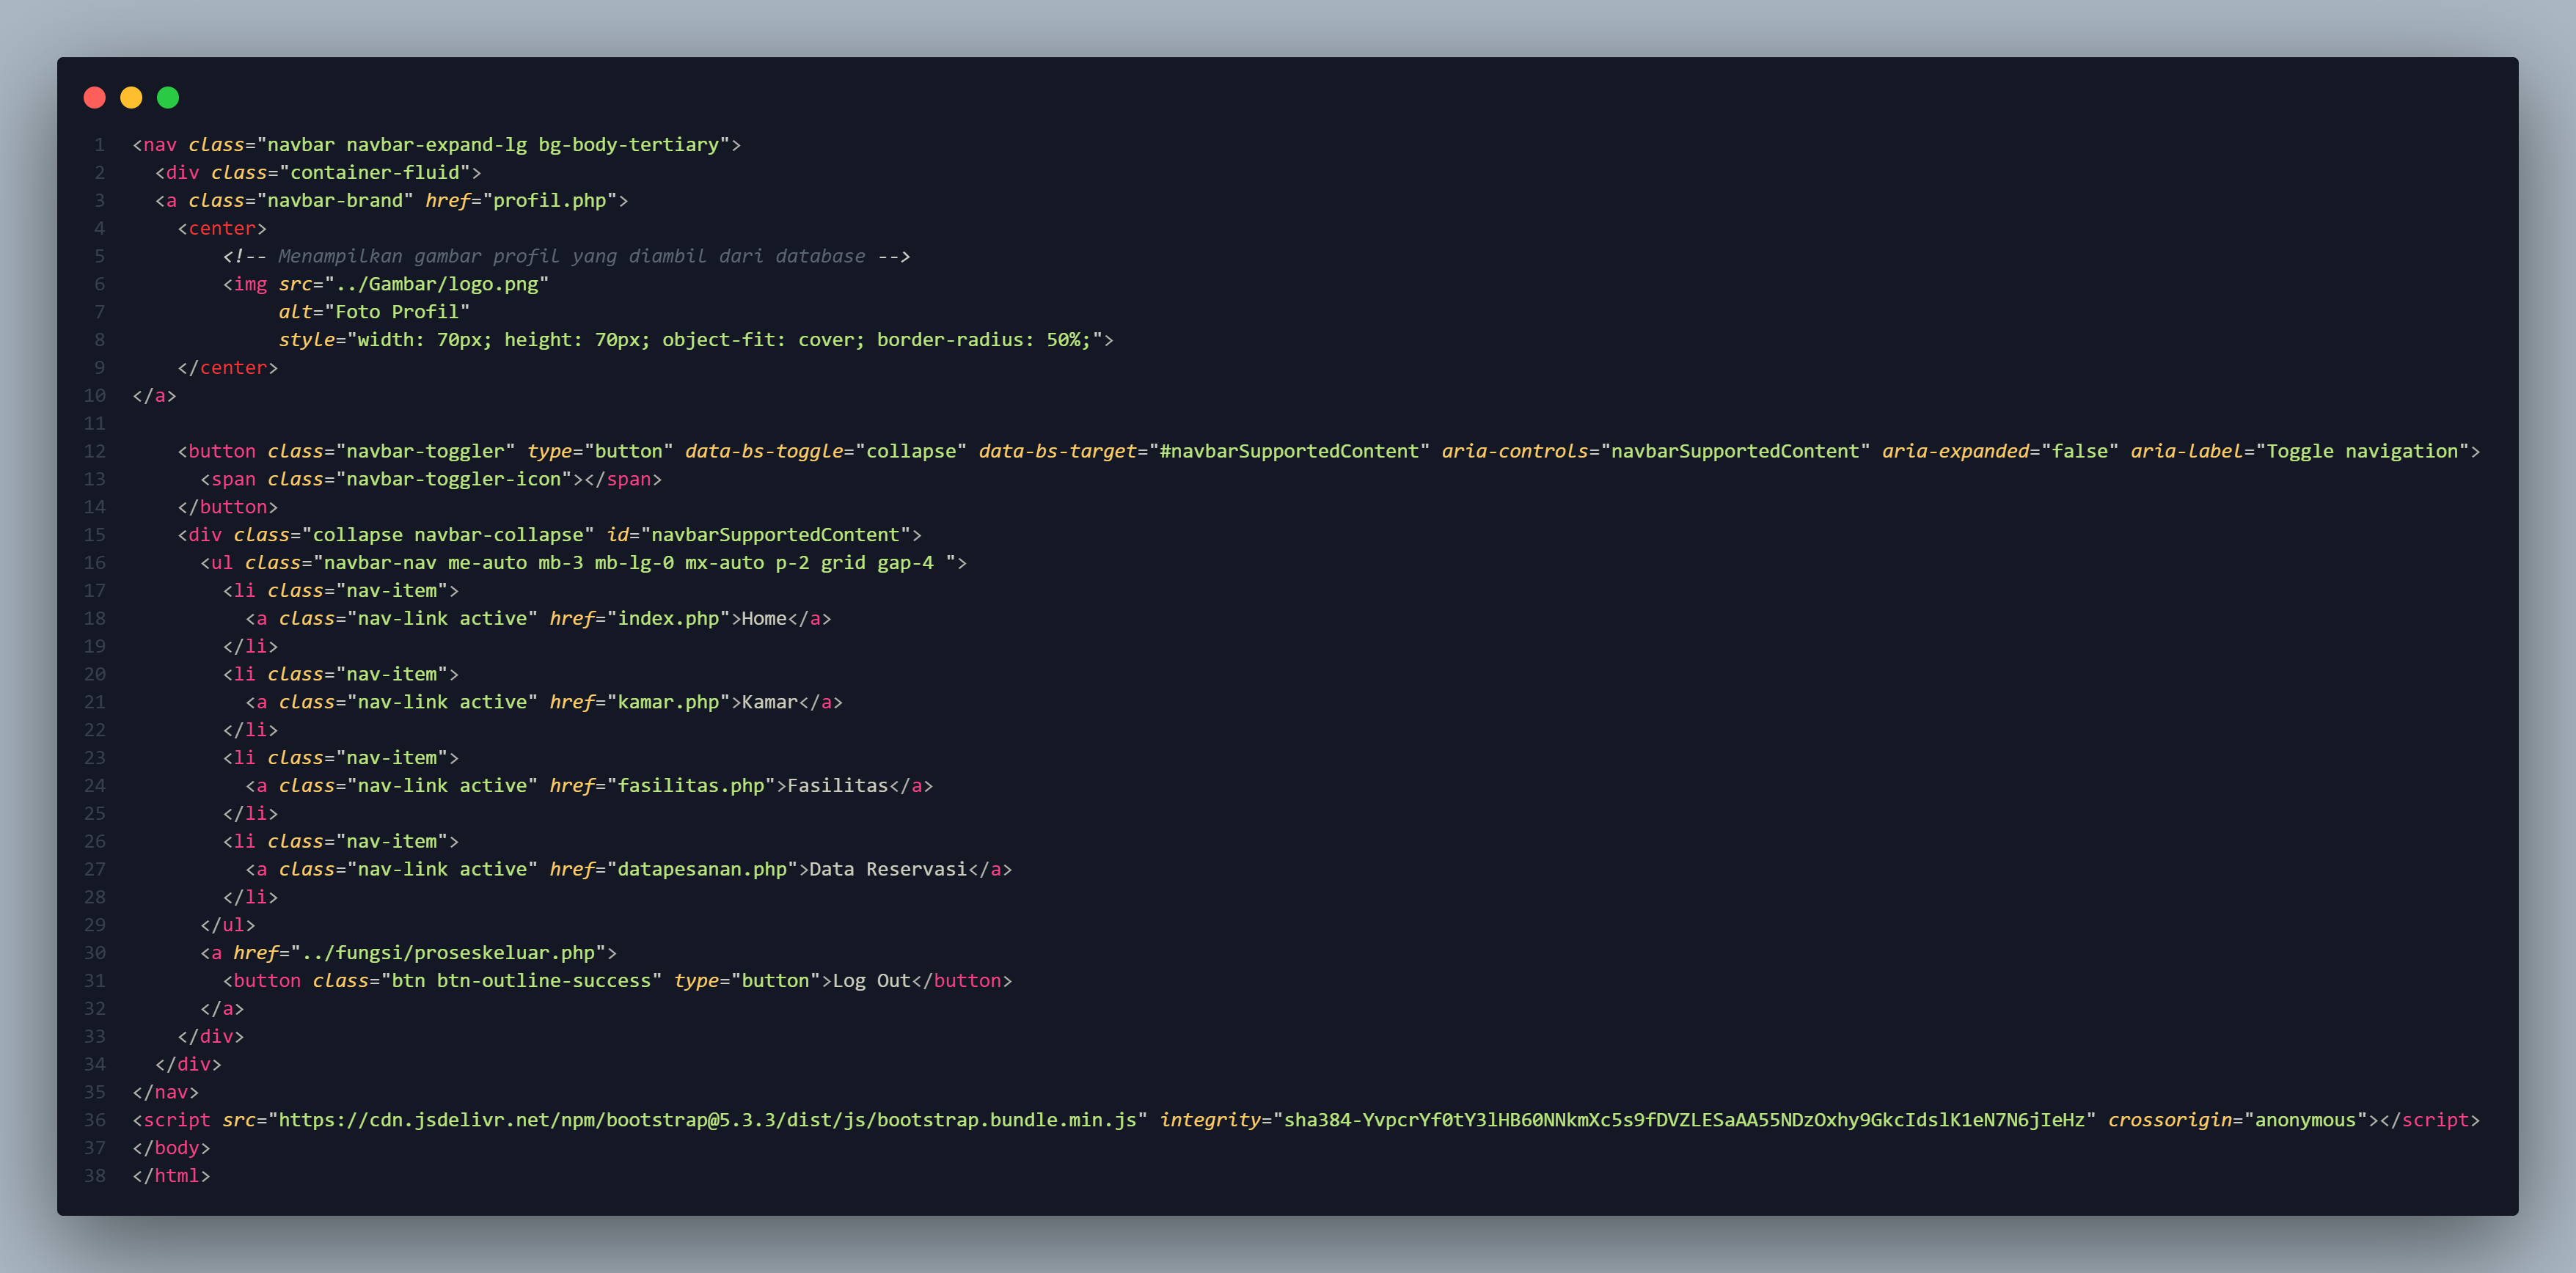 1 <nav class="navbar navbar-expand-lg bg-body-tertiary">
2   <div class="container-fluid">
3   <a class="navbar-brand" href="profil.php">
4     <center>
5         <!-- Menampilkan gambar profil yang diambil dari database -->
6         <img src="../Gambar/logo.png"
7              alt="Foto Profil"
8              style="width: 70px; height: 70px; object-fit: cover; border-radius: 50%;">
9     </center>
10 </a>
11
12     <button class="navbar-toggler" type="button" data-bs-toggle="collapse" data-bs-target="#navbarSupportedContent" aria-controls="navbarSupportedContent" aria-expanded="false" aria-label="Toggle navigation">
13       <span class="navbar-toggler-icon"></span>
14     </button>
15     <div class="collapse navbar-collapse" id="navbarSupportedContent">
16       <ul class="navbar-nav me-auto mb-3 mb-lg-0 mx-auto p-2 grid gap-4 ">
17         <li class="nav-item">
18           <a class="nav-link active" href="index.php">Home</a>
19         </li>
20         <li class="nav-item">
21           <a class="nav-link active" href="kamar.php">Kamar</a>
22         </li>
23         <li class="nav-item">
24           <a class="nav-link active" href="fasilitas.php">Fasilitas</a>
25         </li>
26         <li class="nav-item">
27           <a class="nav-link active" href="datapesanan.php">Data Reservasi</a>
28         </li>
29       </ul>
30       <a href="../fungsi/proseskeluar.php">
31         <button class="btn btn-outline-success" type="button">Log Out</button>
32       </a>
33     </div>
34   </div>
35 </nav>
36 <script src="https://cdn.jsdelivr.net/npm/bootstrap@5.3.3/dist/js/bootstrap.bundle.min.js" integrity="sha384-YvpcrYf0tY3lHB60NNkmXc5s9fDVZLESaAA55NDzOxhy9GkcIdslK1eN7N6jIeHz" crossorigin="anonymous"></script>
37 </body>
38 </html>